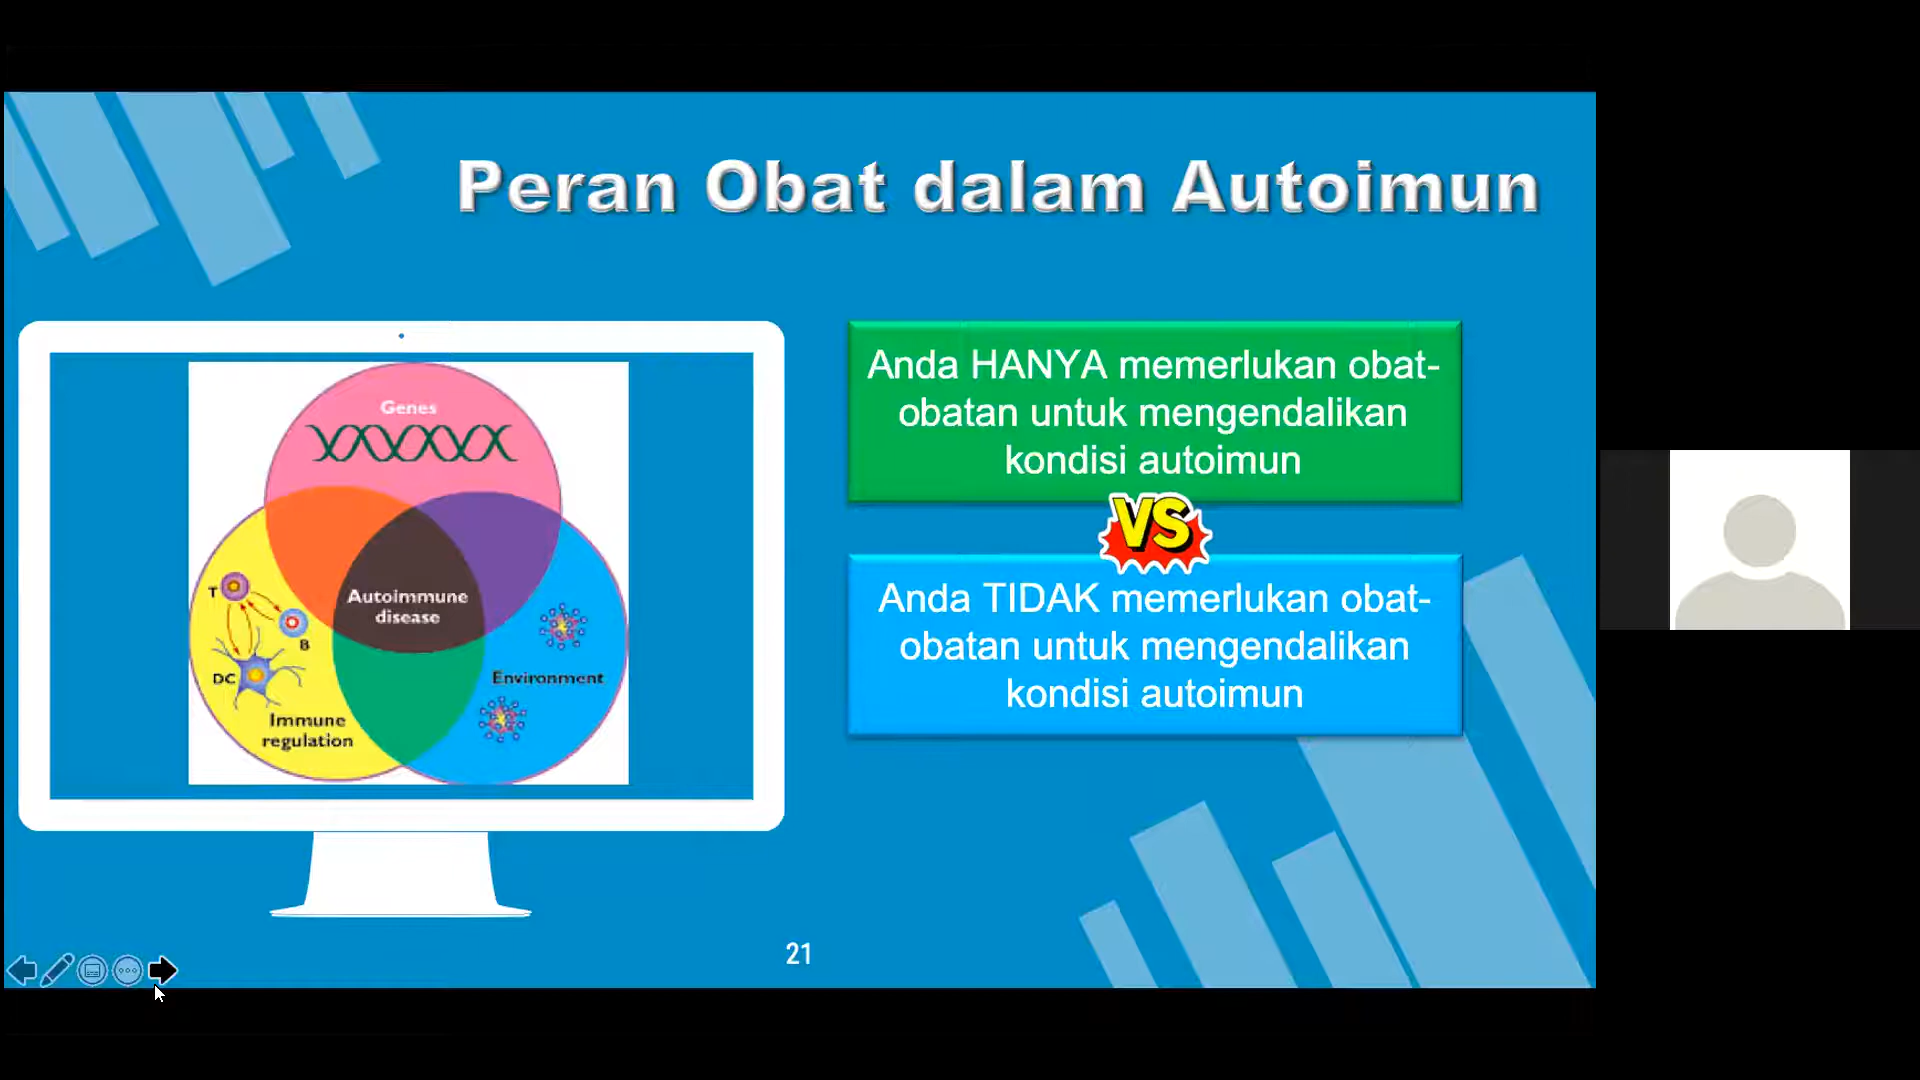 Peran Obat dalam Autoimun
Genes
Autoimmune
disease
T
B
DC
Environment
Immune
regulation
Anda HANYA memerlukan obat-
obatan untuk mengendalikan
kondisi autoimun
VS
Anda TIDAK memerlukan obat-
obatan untuk mengendalikan
kondisi autoimun
21